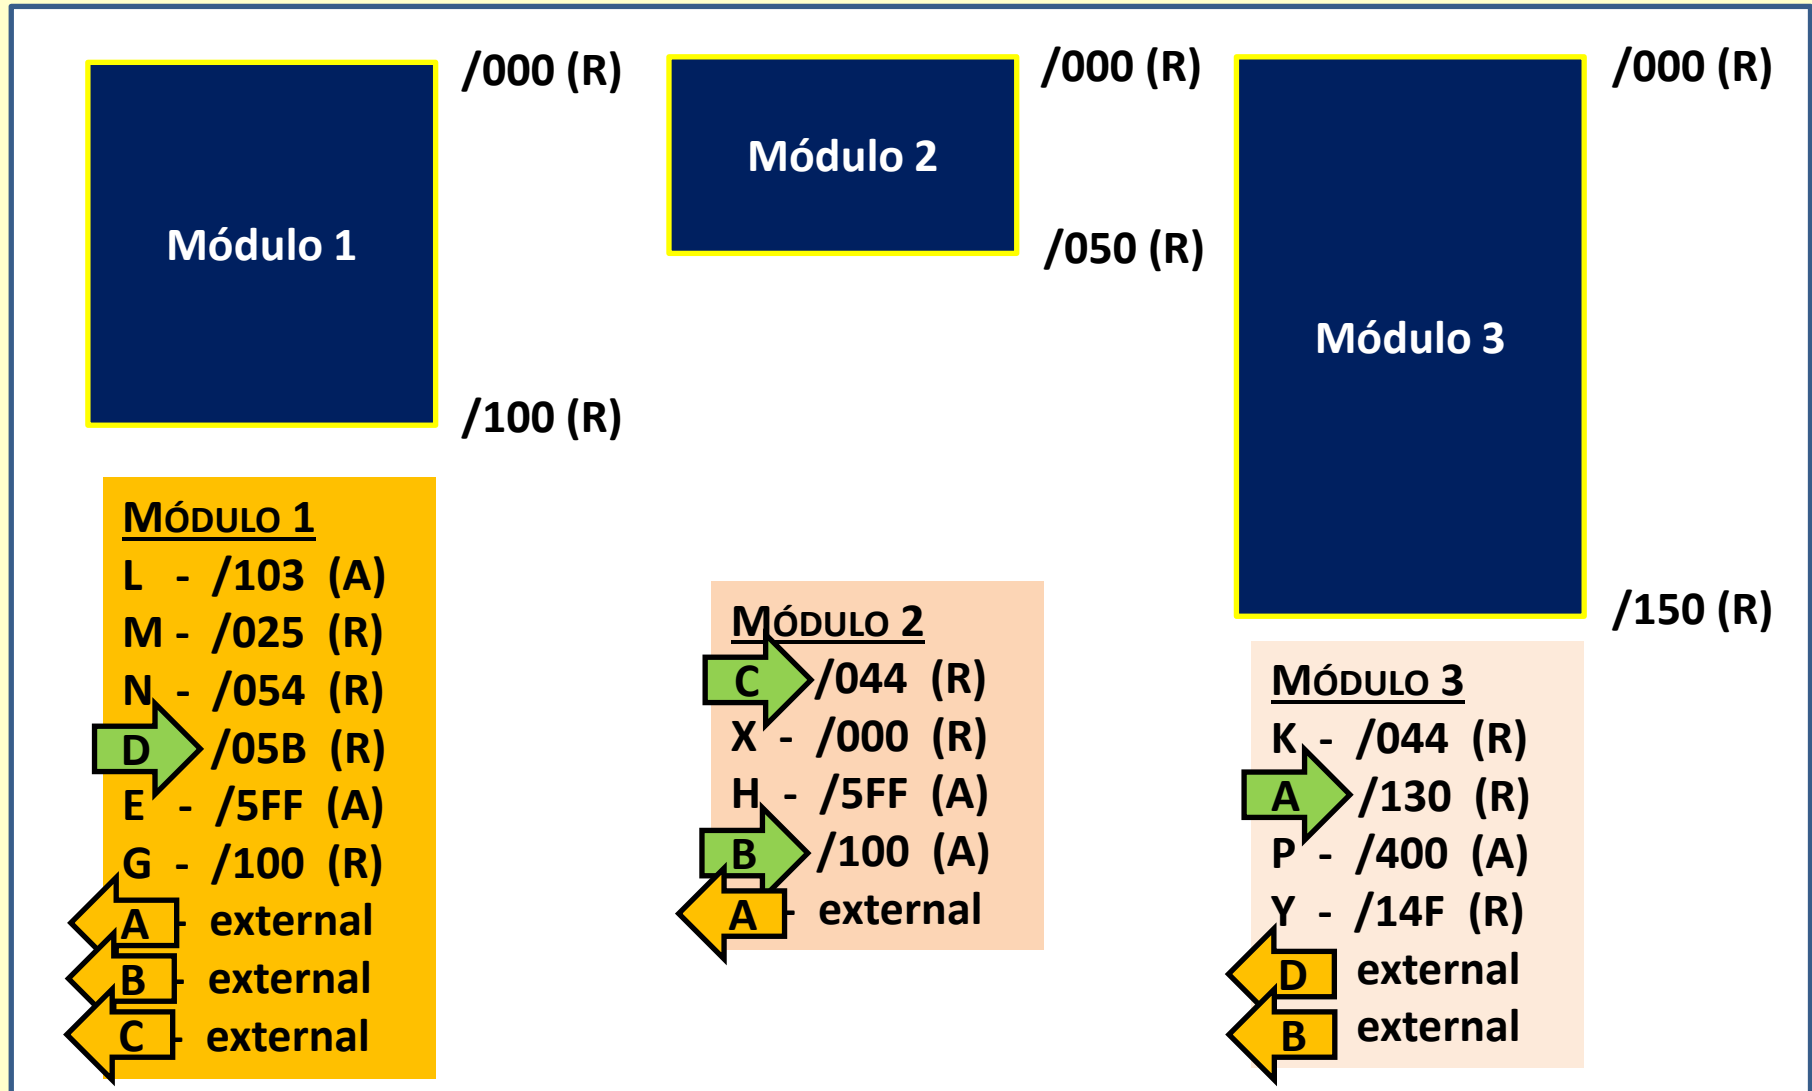 Módulo 1
/000 (R)
/100 (R)
Módulo 2
/000 (R)
/050 (R)
Módulo 3
/000 (R)
/150 (R)
MÓDULO 1
L - /103 (A)
M - /025 (R)
N - /054 (R)
D /05B (R)
E - /5FF (A)
G - /100 (R)
A - external
B - external
C - external
MÓDULO 2
C /044 (R)
X - /000 (R)
H - /5FF (A)
B /100 (A)
A - external
MÓDULO 3
K - /044 (R)
A /130 (R)
P - /400 (A)
Y - /14F (R)
D external
B external